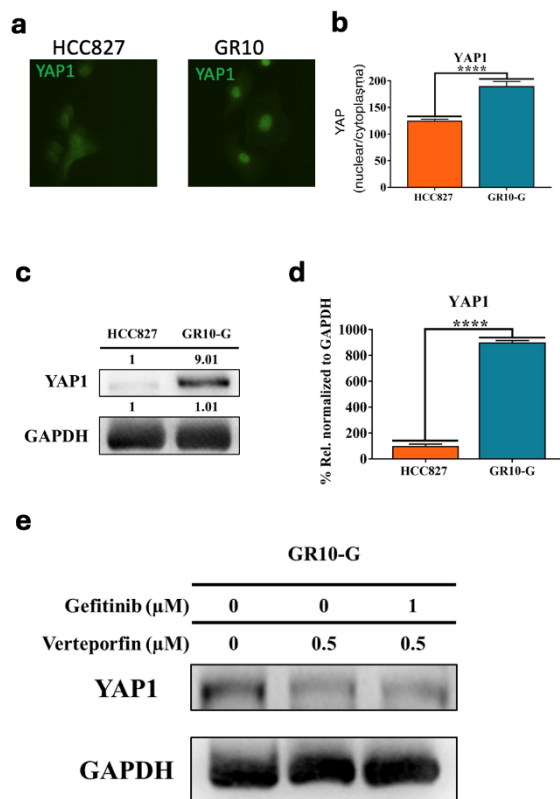 a
HCC827 GR10
YAP1 YAP1
b
YAP1
****
YAP
(nuclear/cytoplaşma)
200
150
100
50
0
HCC827 GR10-G
c
HCC827 GR10-G
1 9.01
YAP1
1 1.01
GAPDH
d
YAP1
****
% Rel. normalized to GAPDH
1000
800
600
400
200
0
HCC827 GR10-G
e
GR10-G
Gefitinib (µM) 0 0 1
Verteporfin (µM) 0 0.5 0.5
YAP1
GAPDH